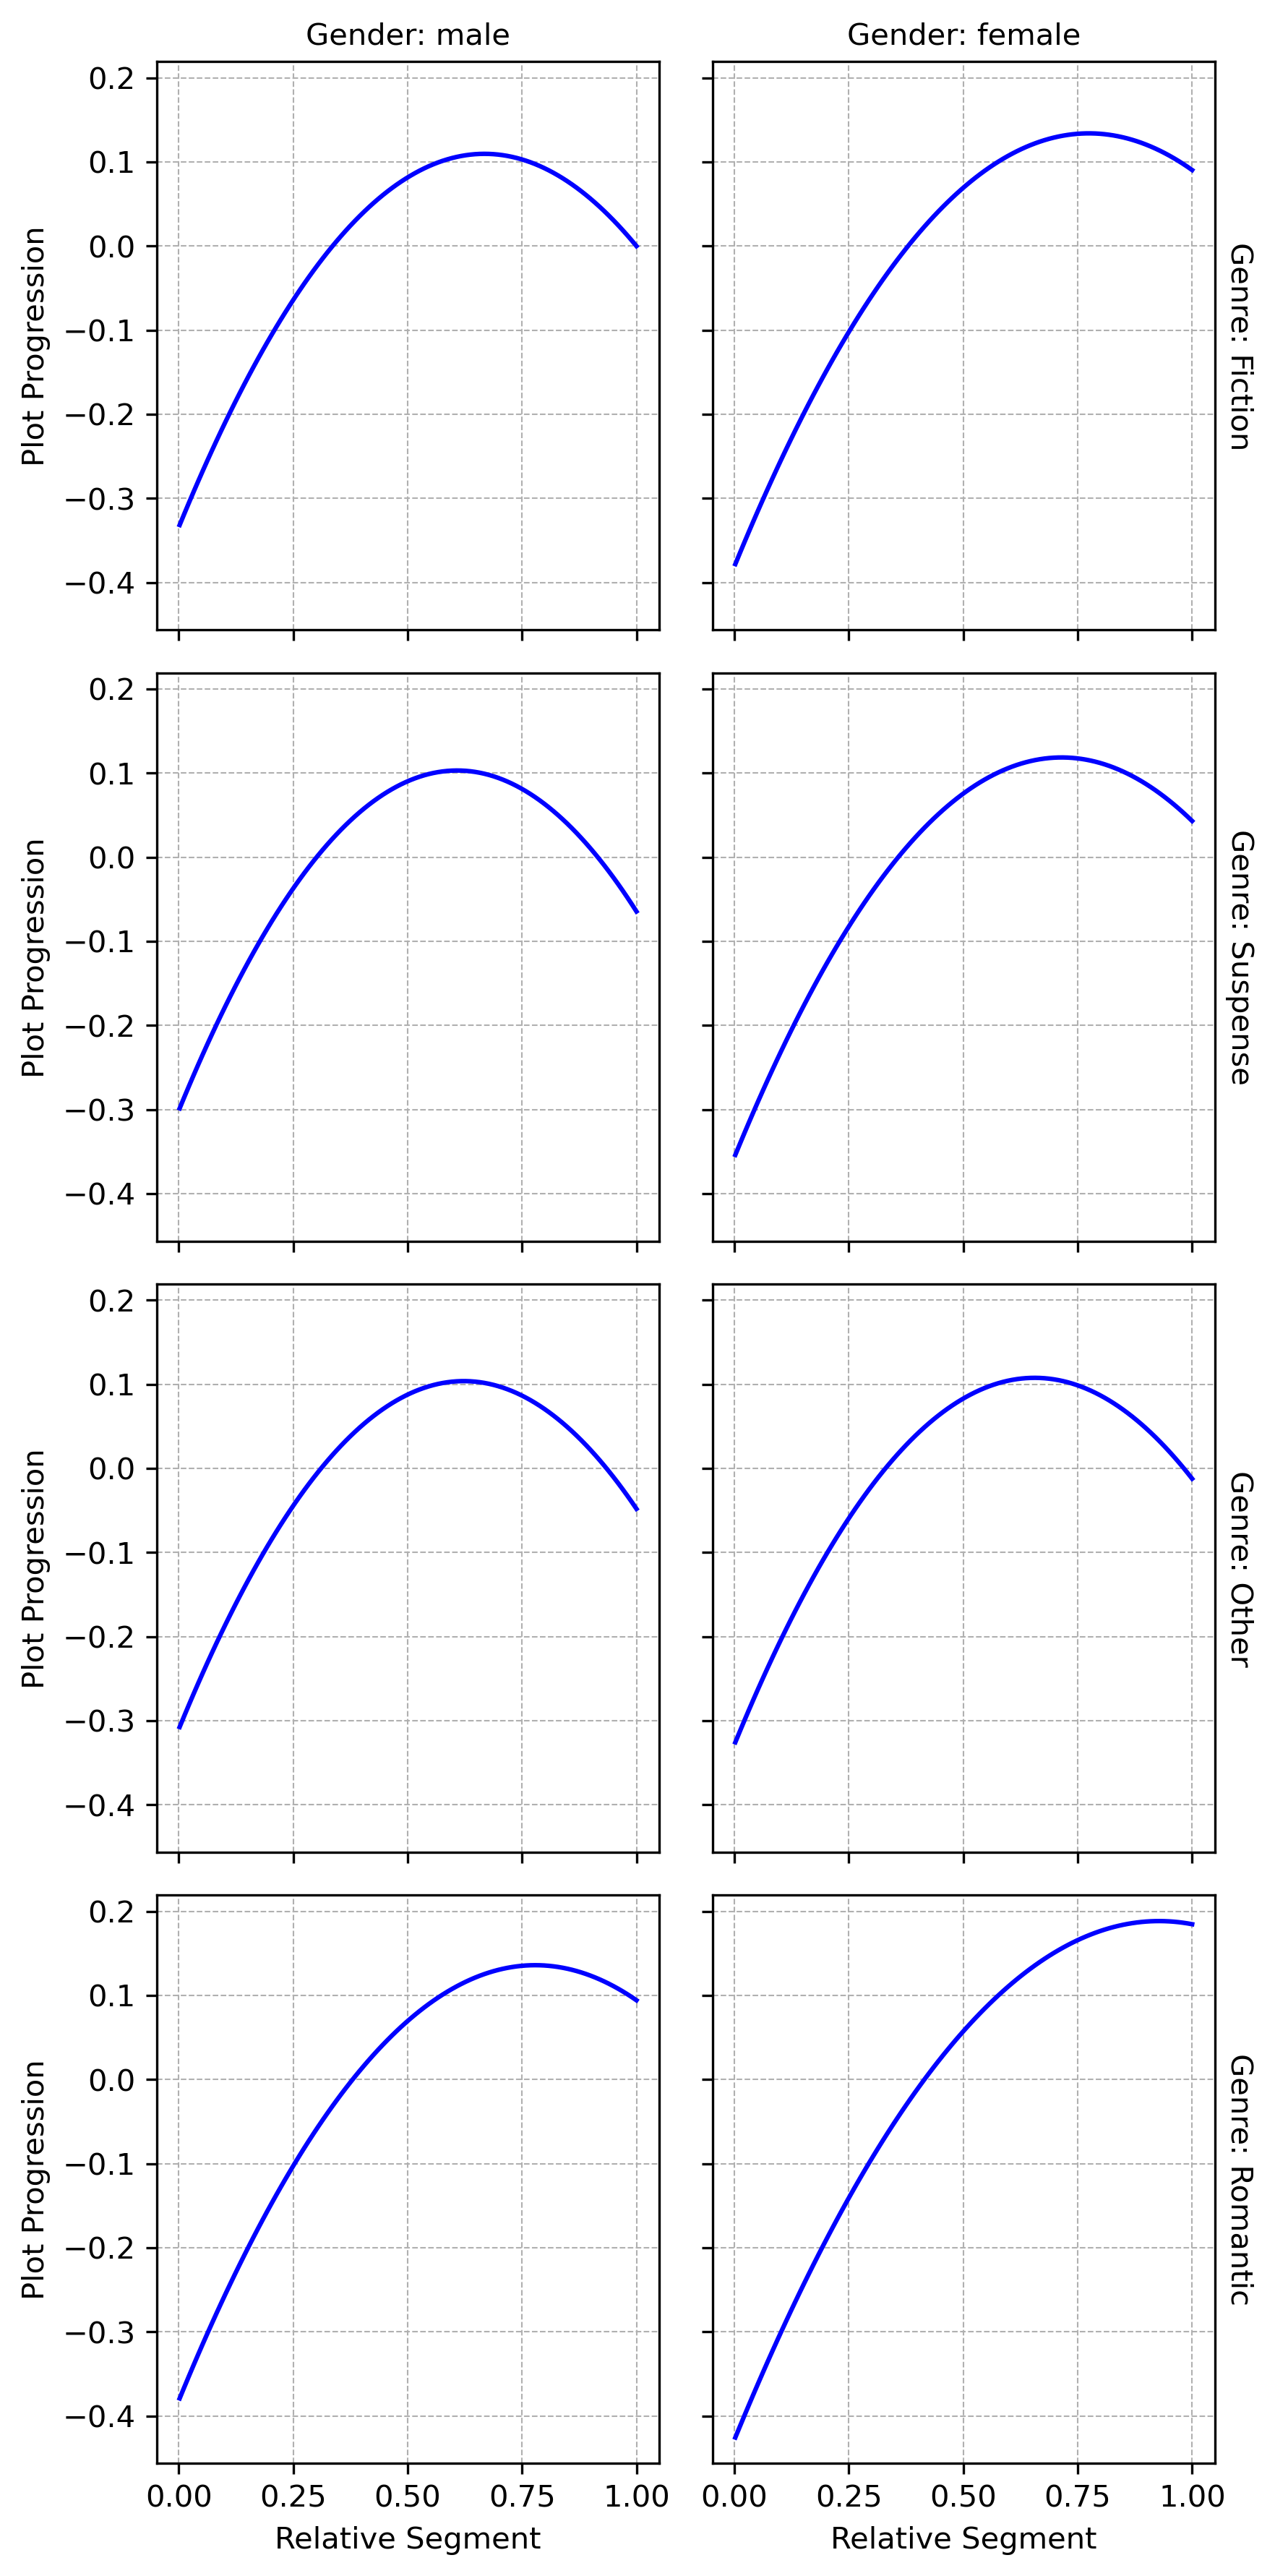 Gender: male
Gender: female
0.2
0.1
0.0
−0.1
−0.2
−0.3
−0.4
Plot Progression
Genre: Fiction
0.2
0.1
0.0
−0.1
−0.2
−0.3
−0.4
Plot Progression
Genre: Suspense
0.2
0.1
0.0
−0.1
−0.2
−0.3
−0.4
Plot Progression
Genre: Other
0.2
0.1
0.0
−0.1
−0.2
−0.3
−0.4
Plot Progression
Genre: Romantic
0.00 0.25 0.50 0.75 1.00
0.00 0.25 0.50 0.75 1.00
Relative Segment
Relative Segment